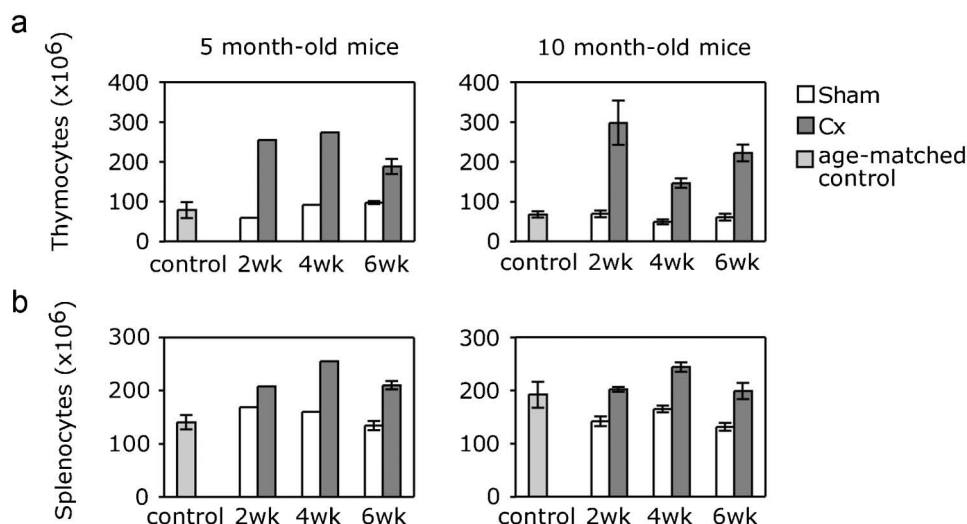 a
5 month-old mice
10 month-old mice
Thymocytes (x10⁶)
400
300
200
100
0
control 2wk 4wk 6wk
400
300
200
100
0
control 2wk 4wk 6wk
Sham
Cx
age-matched
control
b
Splenocytes (x10⁶)
300
200
100
0
control 2wk 4wk 6wk
300
200
100
0
control 2wk 4wk 6wk